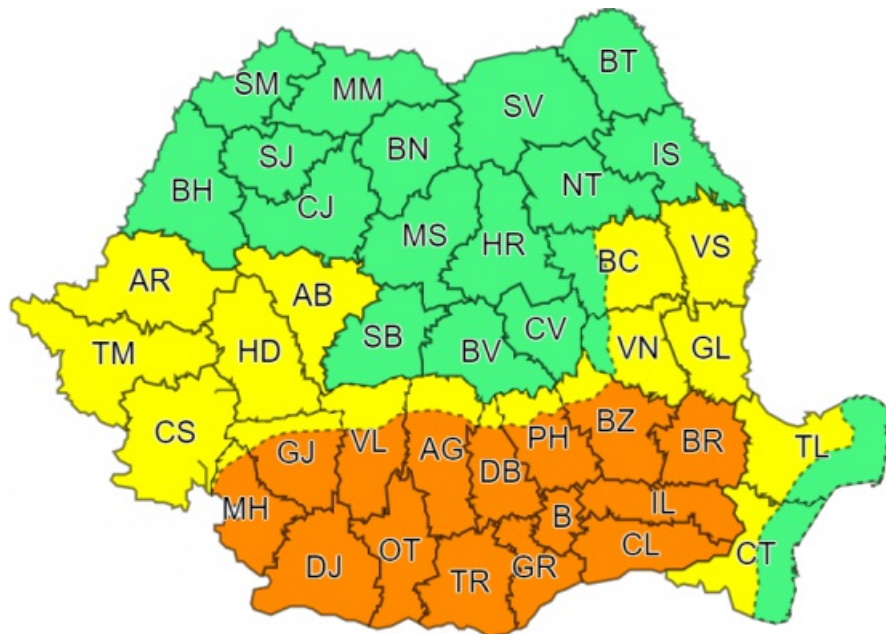 BT
SM
MM
SV
SJ
BN
IS
BH
CJ
NT
MS
HR
VS
BC
AR
AB
SB
BV
CV
TM
HD
VN
GL
CS
GJ
VL
AG
DB
PH
BZ
BR
TL
MH
B
IL
DJ
OT
TR
GR
CL
CT